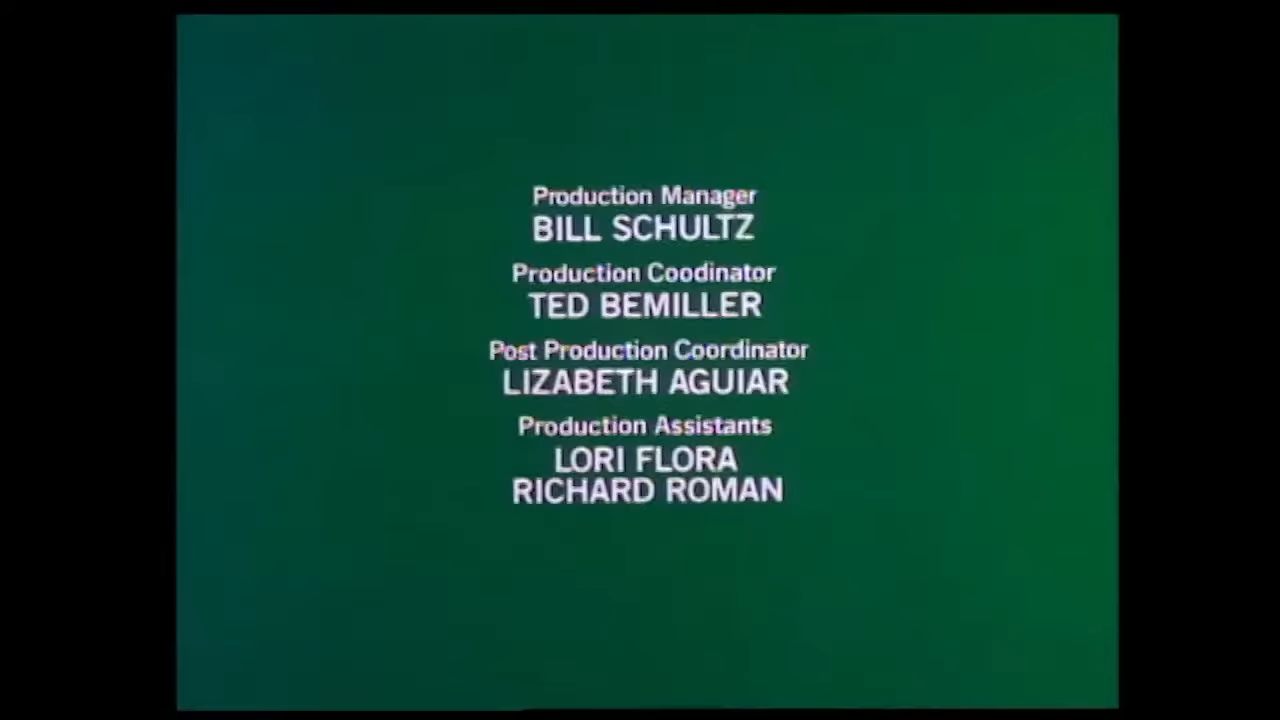 Production Manager
BILL SCHULTZ
Production Coodinator
TED BEMILLER
Post Production Coordinator
LIZABETH AGUIAR
Production Assistants
LORI FLORA
RICHARD ROMAN